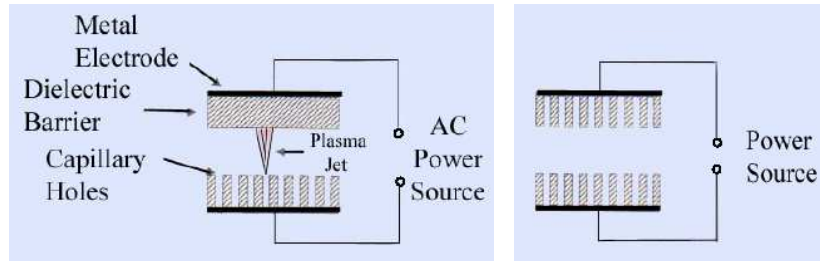 Metal
Electrode
Dielectric
Barrier
Capillary
Holes
Plasma
Jet
AC
Power
Source
Power
Source